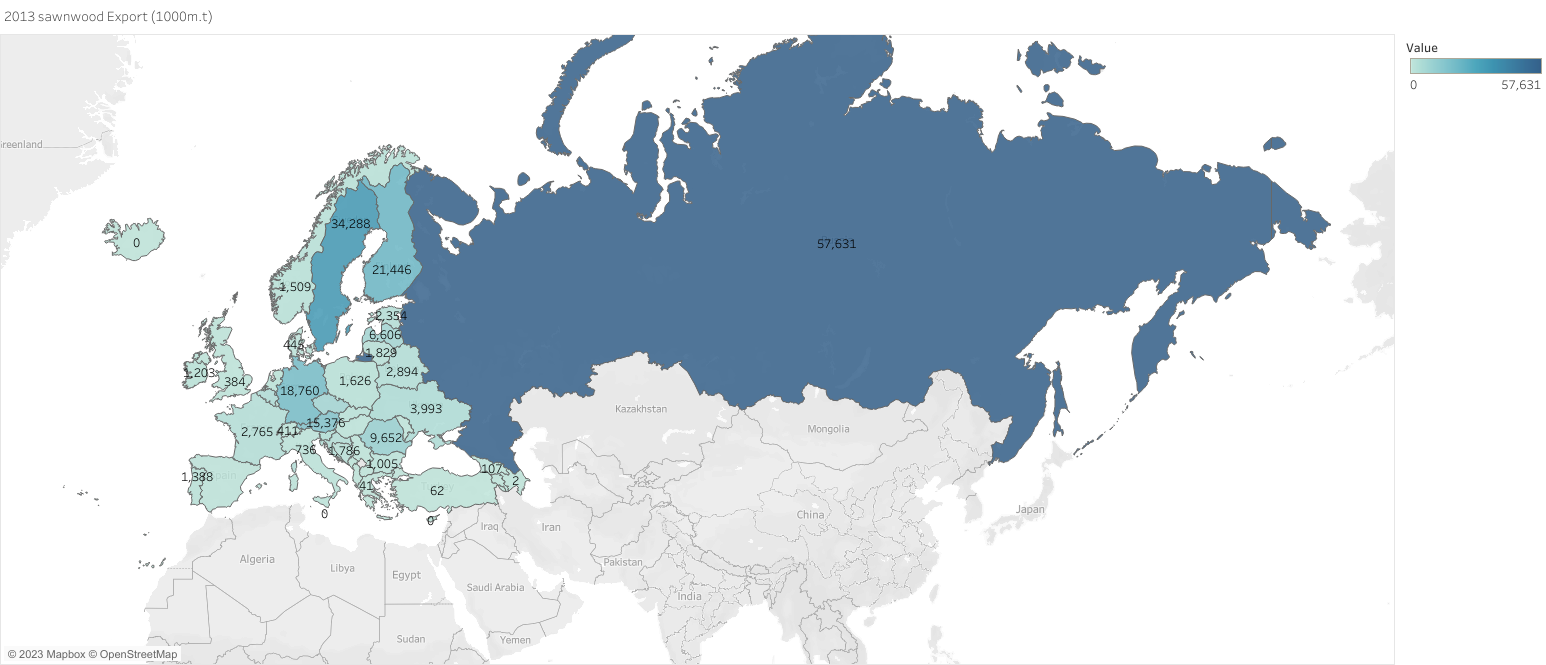 2013 sawnwood Export (1000m.t)
Value
0 57,631
reenland
0
34,288
57,631
21,446
1,509
2,354
6,606
443
1,829
1,203
384
2,894
18,760
1,626
3,993
15,376
2,765
411
9,652
736
1,786
1,005
107
1,388
41
62
2
0
0
Kazakhstan
Mongolia
China
Japan
Iraq
Iran
Algeria
Libya
Egypt
Pakistan
Saudi Arabia
India
Sudan
Yemen
© 2023 Mapbox © OpenStreetMap